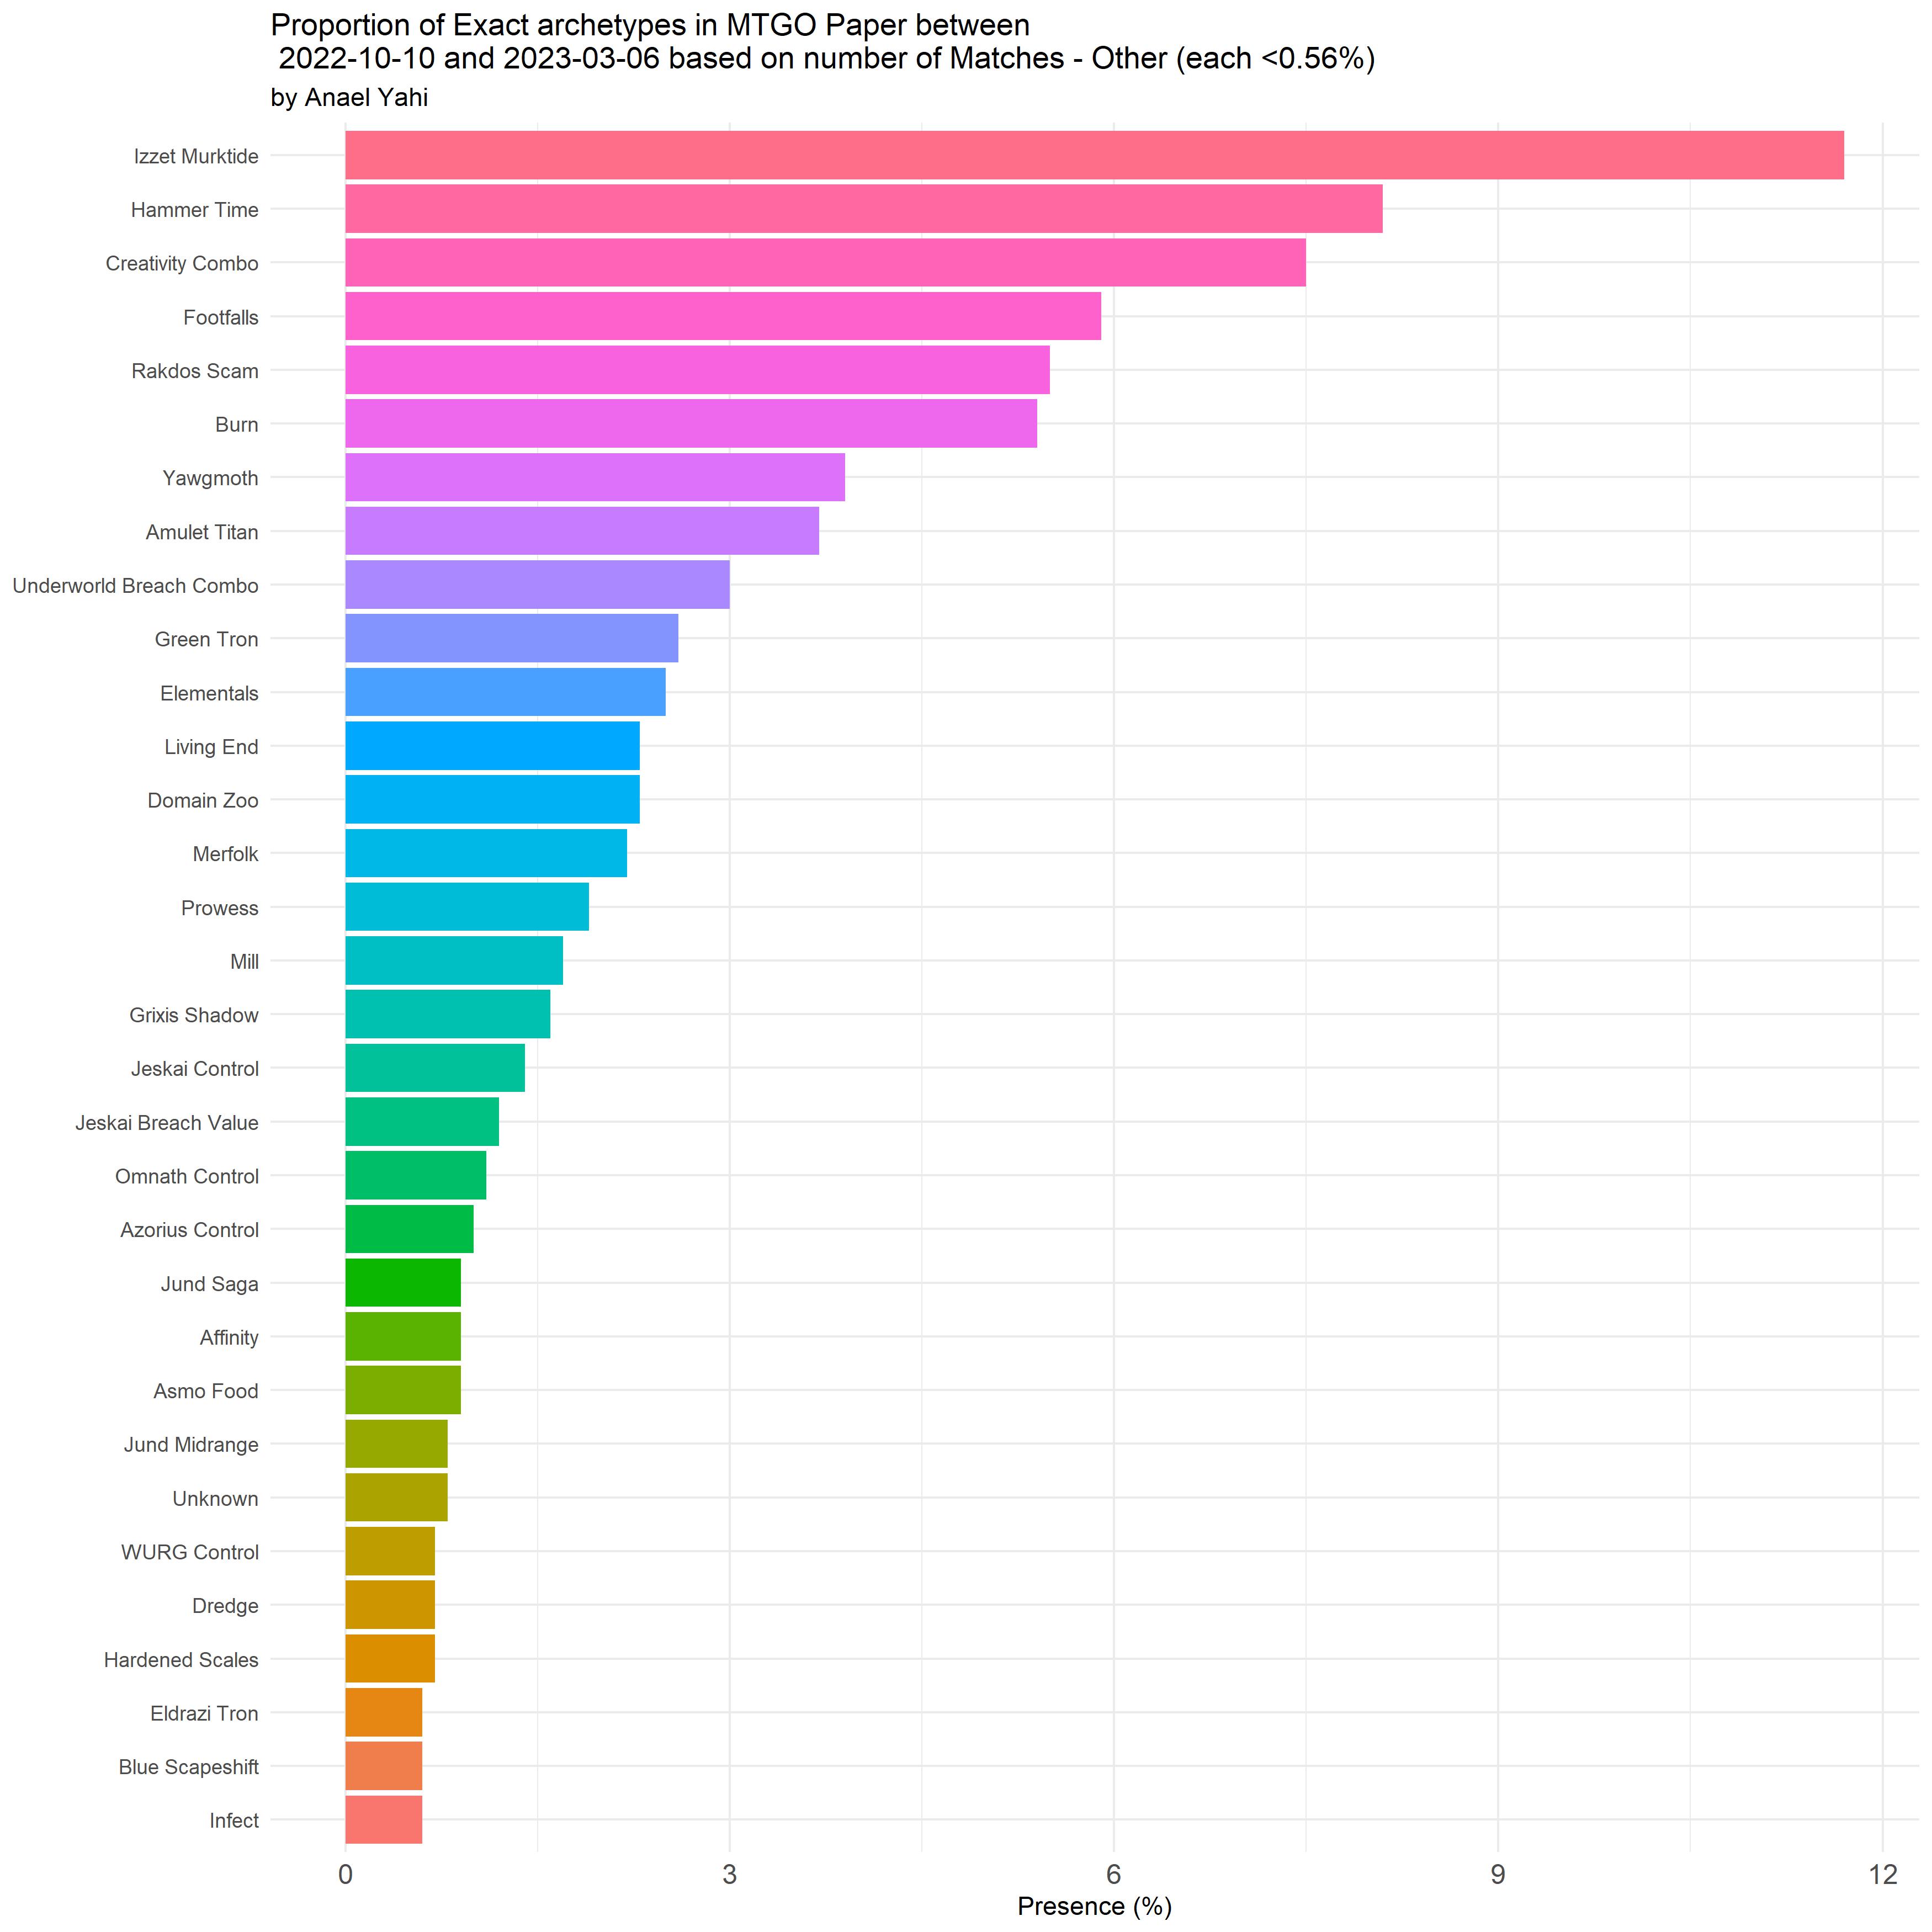 Proportion of Exact archetypes in MTGO Paper between
2022-10-10 and 2023-03-06 based on number of Matches - Other (each <0.56%)
by Anael Yahi
Izzet Murktide
Hammer Time
Creativity Combo
Footfalls
Rakdos Scam
Burn
Yawgmoth
Amulet Titan
Underworld Breach Combo
Green Tron
Elementals
Living End
Domain Zoo
Merfolk
Prowess
Mill
Grixis Shadow
Jeskai Control
Jeskai Breach Value
Omnath Control
Azorius Control
Jund Saga
Affinity
Asmo Food
Jund Midrange
Unknown
WURG Control
Dredge
Hardened Scales
Eldrazi Tron
Blue Scapeshift
Infect
0 3 6 9 12
Presence (%)